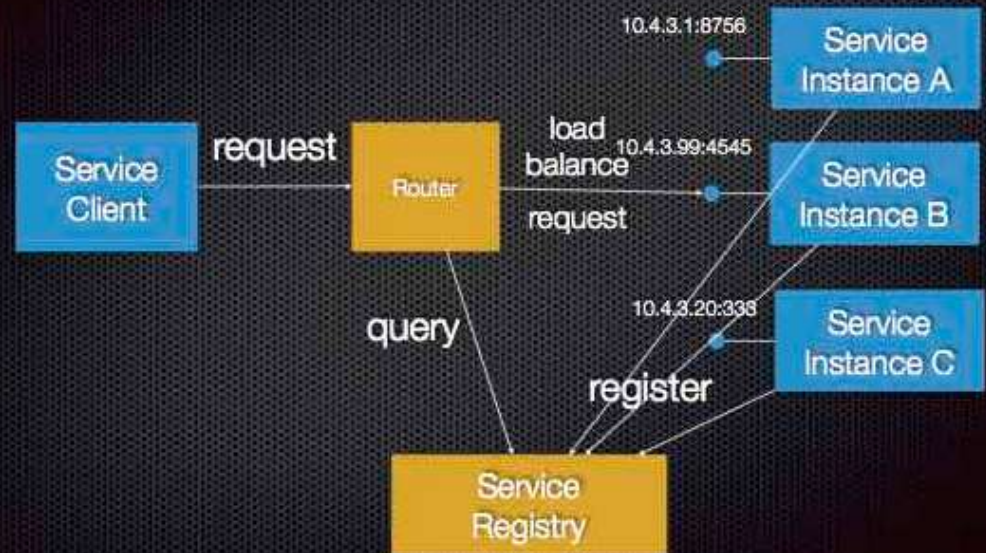 10.4.3.1:8756
Service
Instance A
Service
Client
request
Router
load
balance
10.4.3.99:4545
request
Service
Instance B
query
10.4.3.20:333
Service
Instance C
register
Service
Registry